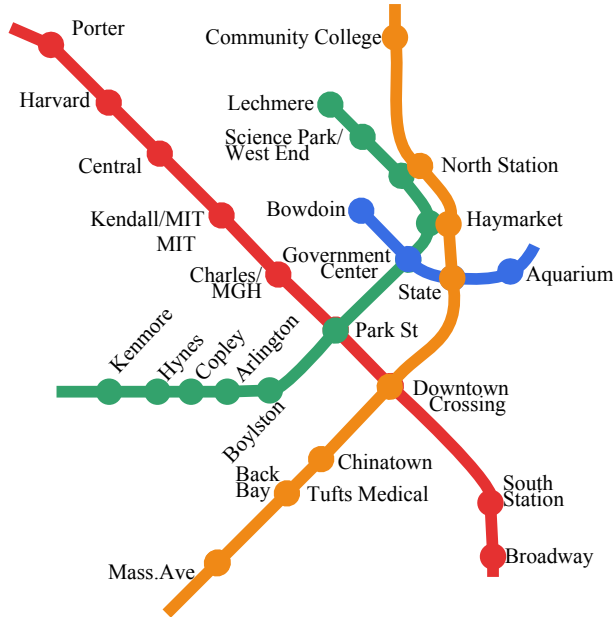 Porter
Community College
Harvard
Lechmere
Science Park/
West End
Central
North Station
Kendall/MIT
MIT
Bowdoin
Haymarket
Government
Center
Charles/
MGH
State
Aquarium
Park St
Kenmore
Hynes
Copley
Arlington
Boylston
Downtown
Crossing
Chinatown
Back
Bay
Tufts Medical
South
Station
Broadway
Mass.Ave